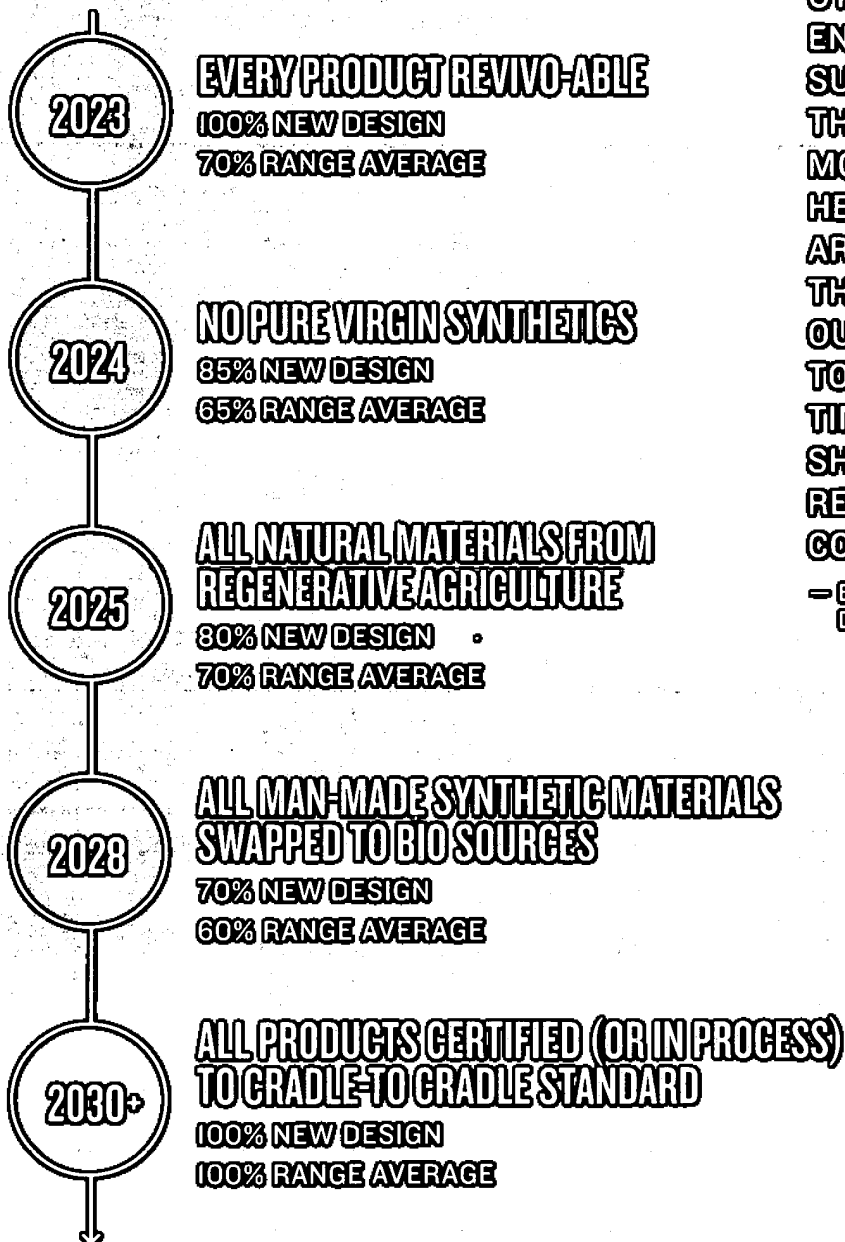 2023
EVERY PRODUCT REVIVO-ABLE
100% NEW DESIGN
70% RANGE AVERAGE
2024
NO PURE VIRGIN SYNTHETICS
85% NEW DESIGN
65% RANGE AVERAGE
2025
ALL NATURAL MATERIALS FROM
REGENERATIVE AGRICULTURE
80% NEW DESIGN
70% RANGE AVERAGE
2028
ALL MAN-MADE SYNTHETIC MATERIALS
SWAPPED TO BIO SOURCES
70% NEW DESIGN
60% RANGE AVERAGE
2030+
ALL PRODUCTS CERTIFIED (OR IN PROCESS)
TO CRADLE-TO CRADLE STANDARD
100% NEW DESIGN
100% RANGE AVERAGE